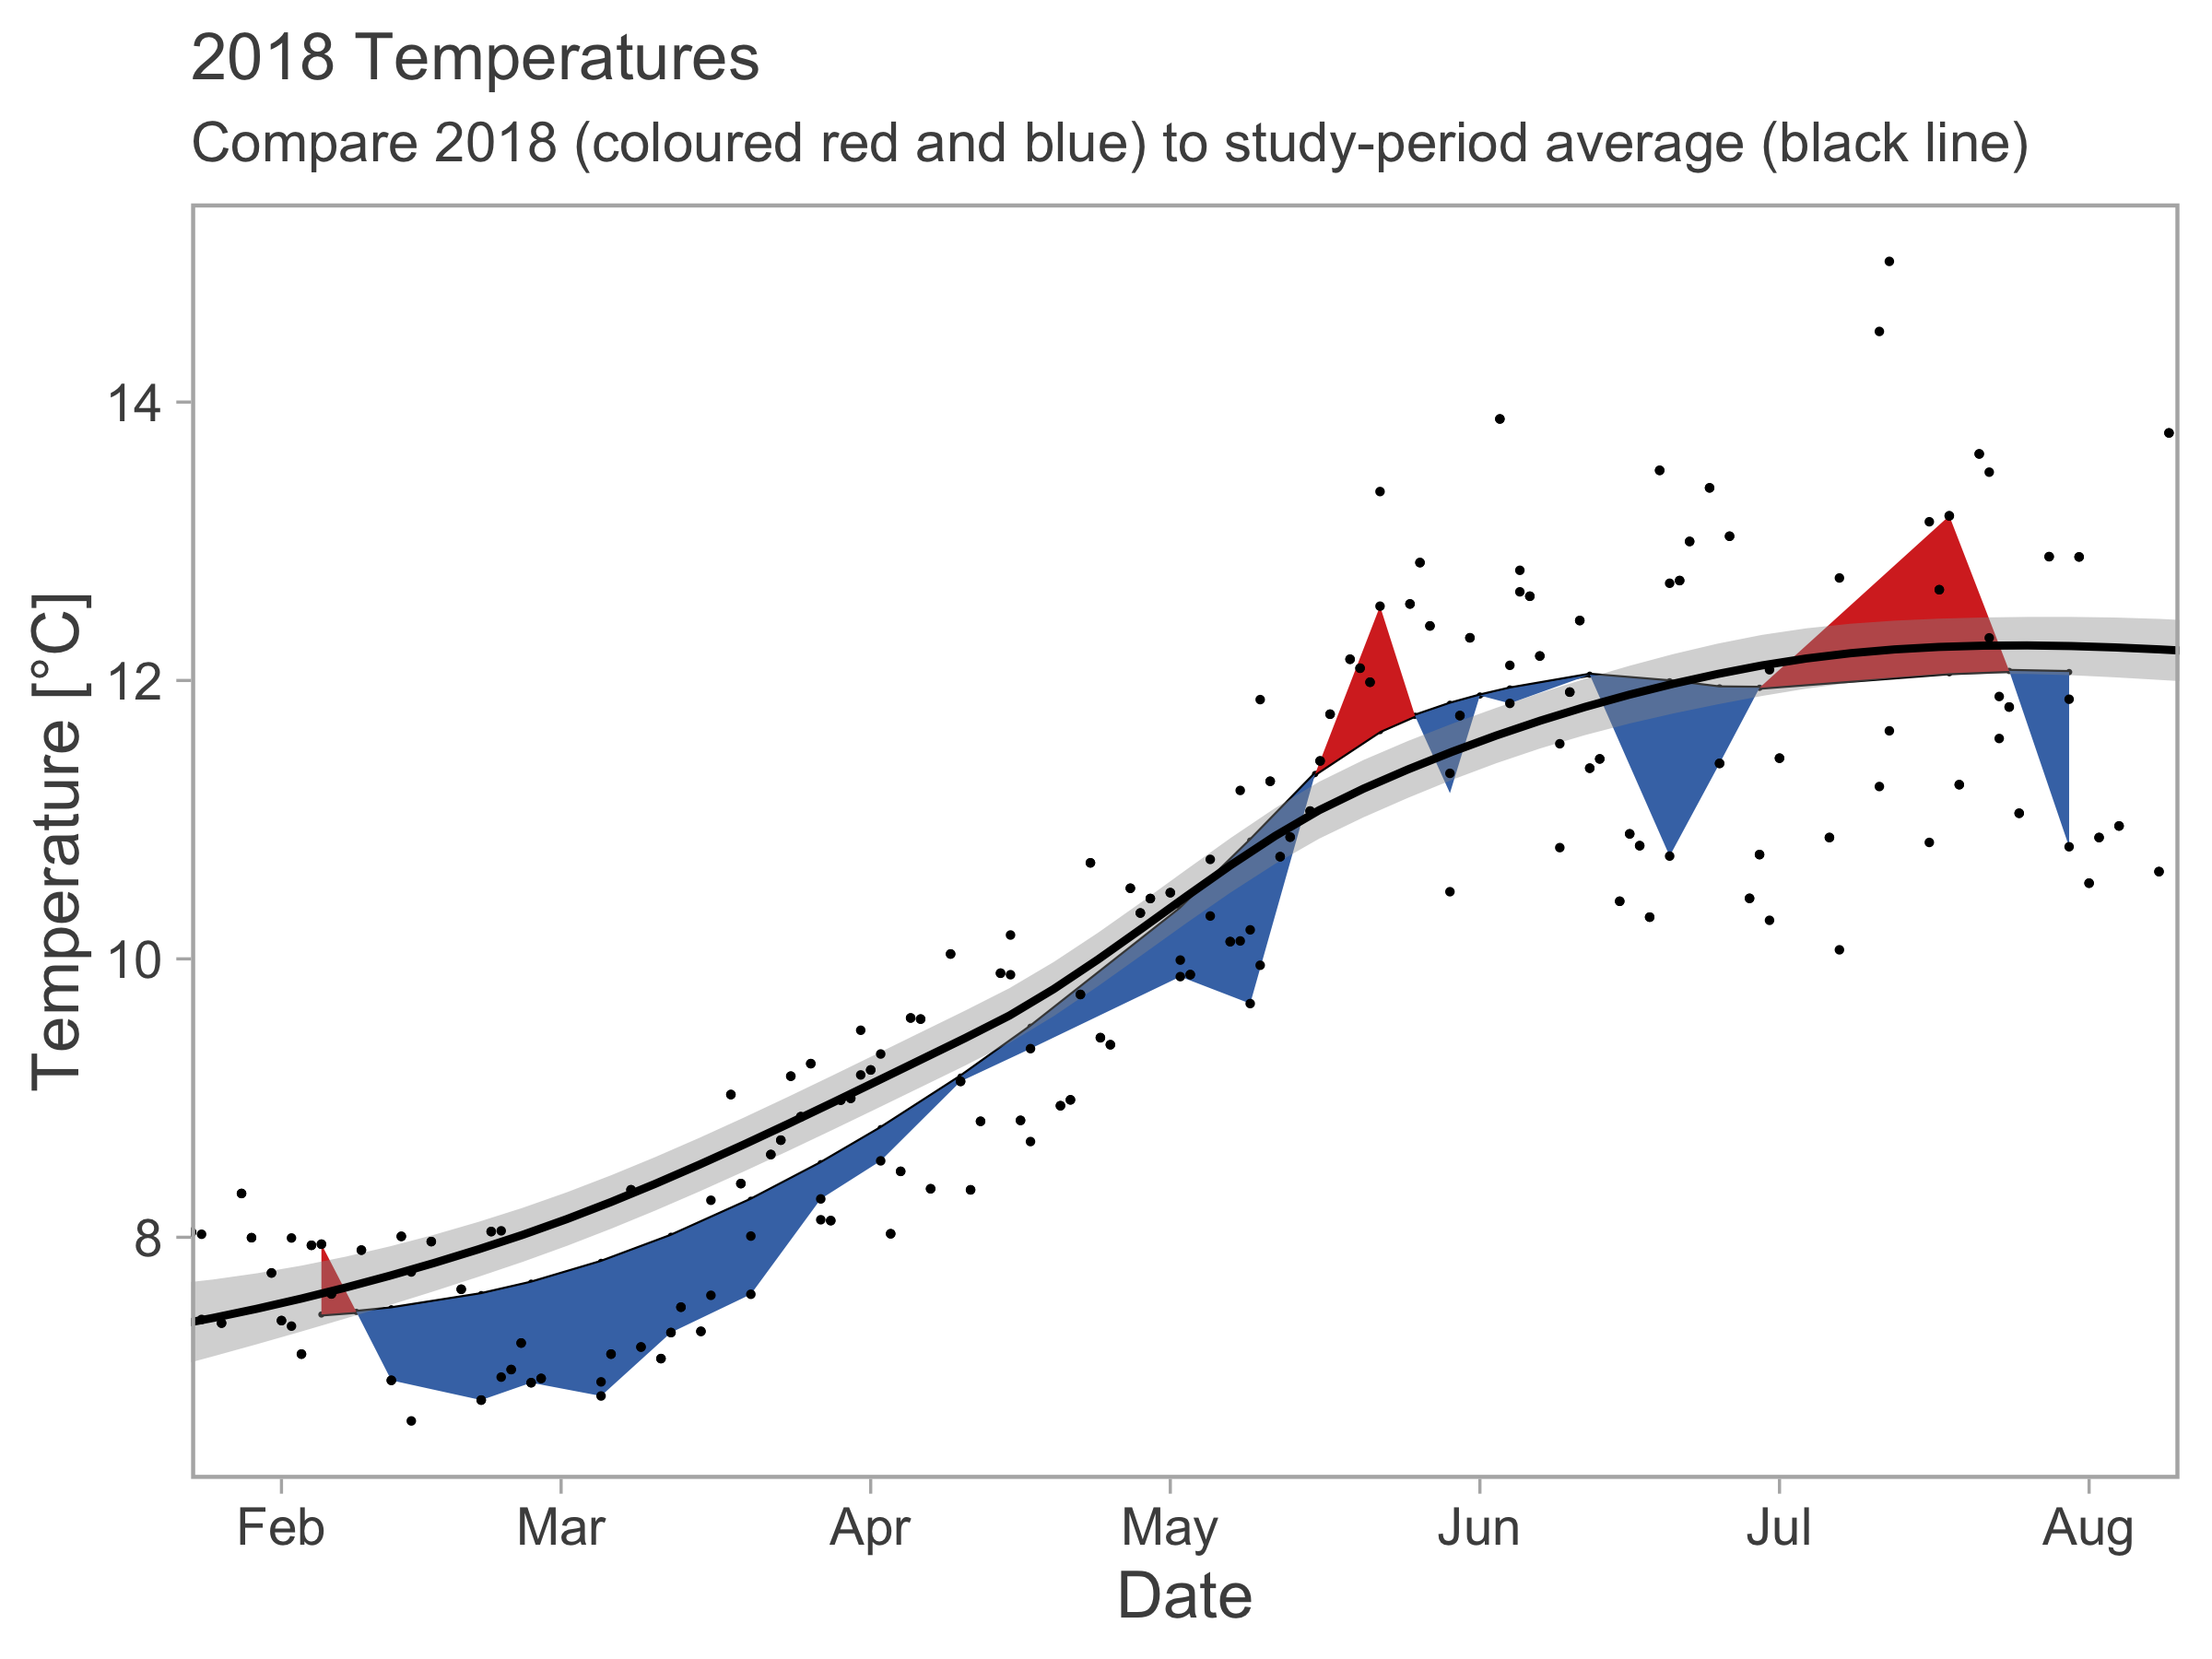 2018 Temperatures
Compare 2018 (coloured red and blue) to study-period average (black line)
Temperature [°C]
14
12
10
8
Feb Mar Apr May Jun Jul Aug
Date